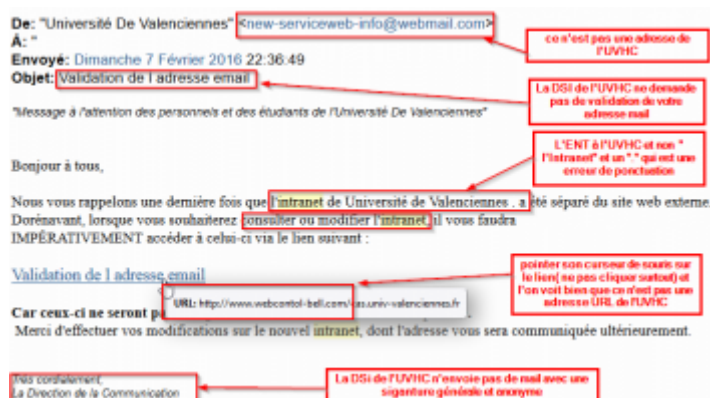 De: "Université De Valenciennes" <new-serviceweb-info@webmail.com>
À: "
Envoyé: Dimanche 7 Février 2016 22:36:49
Objet: Validation de l adresse email
ce n'est pas une adresse de
l'UVHC
La DSI de l'UVHC ne demande
pas de validation de votre
adresse mail
"Message à l'attention des personnels et des étudiants de l'Université De Valenciennes"
L'ENT à l'UVHC et non "
l'Intranet" et un "." qui est une
erreur de ponctuation
Bonjour à tous,
Nous vous rappelons une dernière fois que l'intranet de Université de Valenciennes . a été séparé du site web externe
Dorénavant, lorsque vous souhaiterez consulter ou modifier l'intranet, il vous faudra
IMPÉRATIVEMENT accéder à celui-ci via le lien suivant :
Validation de l adresse email
pointer son curseur de souris sur
le lien( ne pas cliquer surtout) et
l'on voit bien que ce n'est pas une
adresse URL de l'UVHC
URL: http://www.webcontol-bell.com/cas.univ-valenciennes.fr
Car ceux-ci ne seront
Merci d'effectuer vos modifications sur le nouvel intranet, dont l'adresse vous sera communiquée ultérieurement.
Très cordialement,
La Direction de la Communication
La DSI de l'UVHC n'envoie pas de mail avec une
siganture générale et anonyme